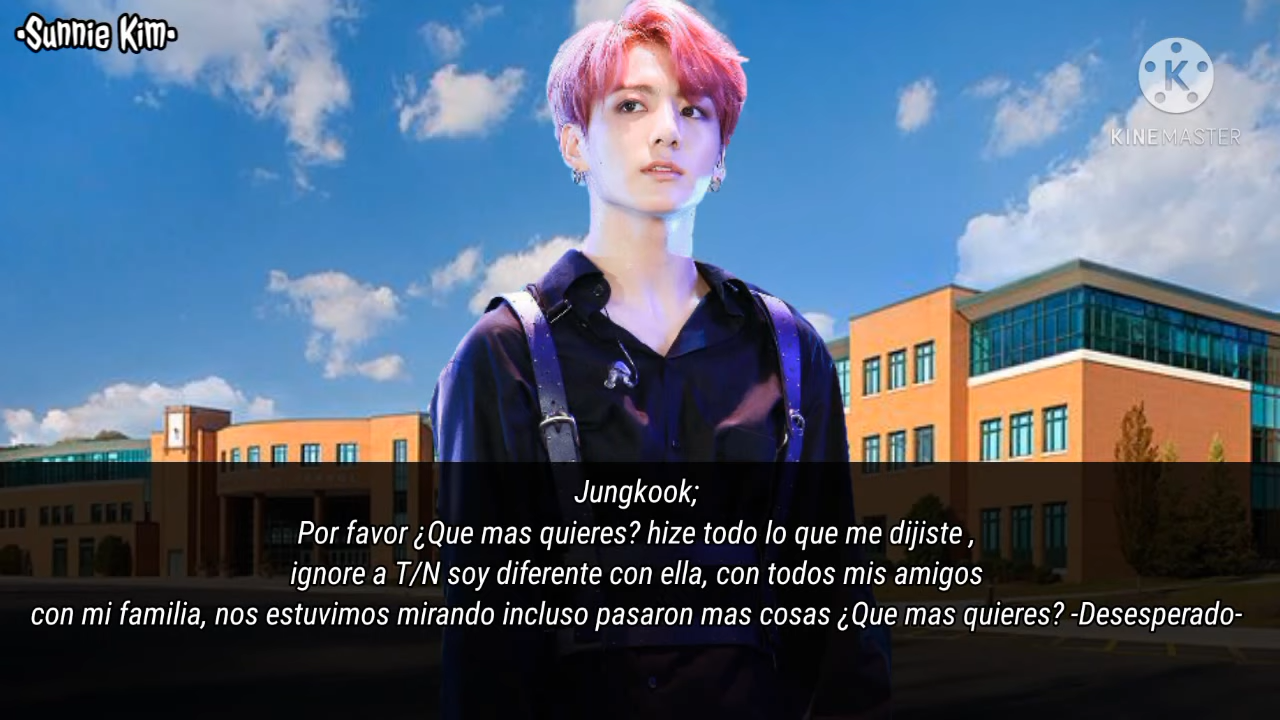 •Sunnie Kim•
KINEMASTER
Jungkook;
Por favor ¿Que mas quieres? hize todo lo que me dijiste ,
ignore a T/N soy diferente con ella, con todos mis amigos
con mi familia, nos estuvimos mirando incluso pasaron mas cosas ¿Que mas quieres? -Desesperado-